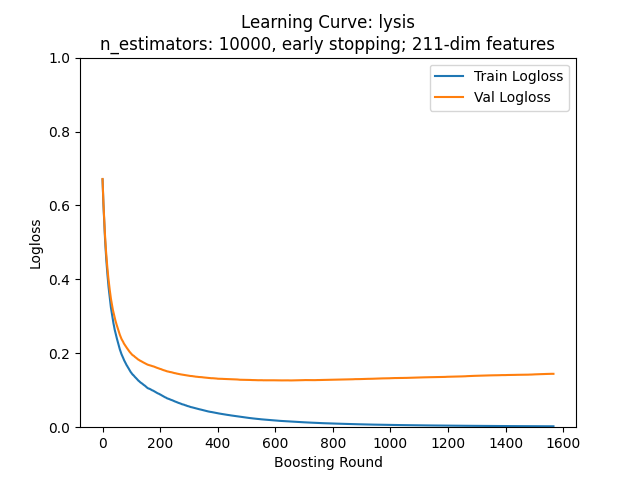 Learning Curve: lysis
n_estimators: 10000, early stopping; 211-dim features
Train Logloss
Val Logloss
1.0
0.8
0.6
0.4
0.2
0.0
Logloss
0
200
400
600
800
1000
1200
1400
1600
Boosting Round